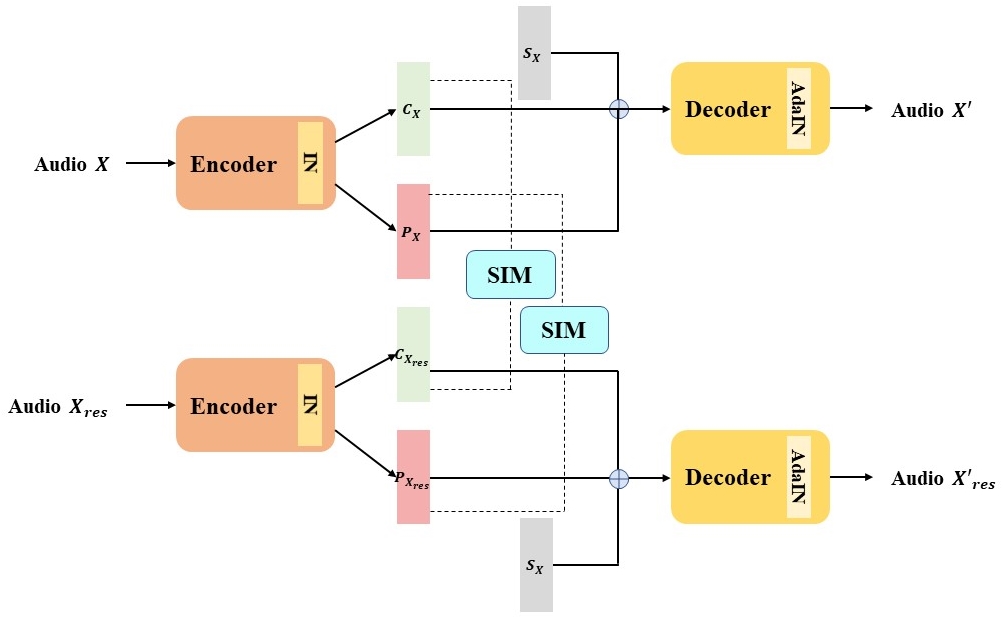 S_X
C_X
Decoder
AdaIN
Audio X'
Audio X
Encoder
IN
P_X
SIM
SIM
C_{X_{res}}
Audio X_{res}
Encoder
IN
P_{X_{res}}
Decoder
AdaIN
Audio X'_{res}
S_X